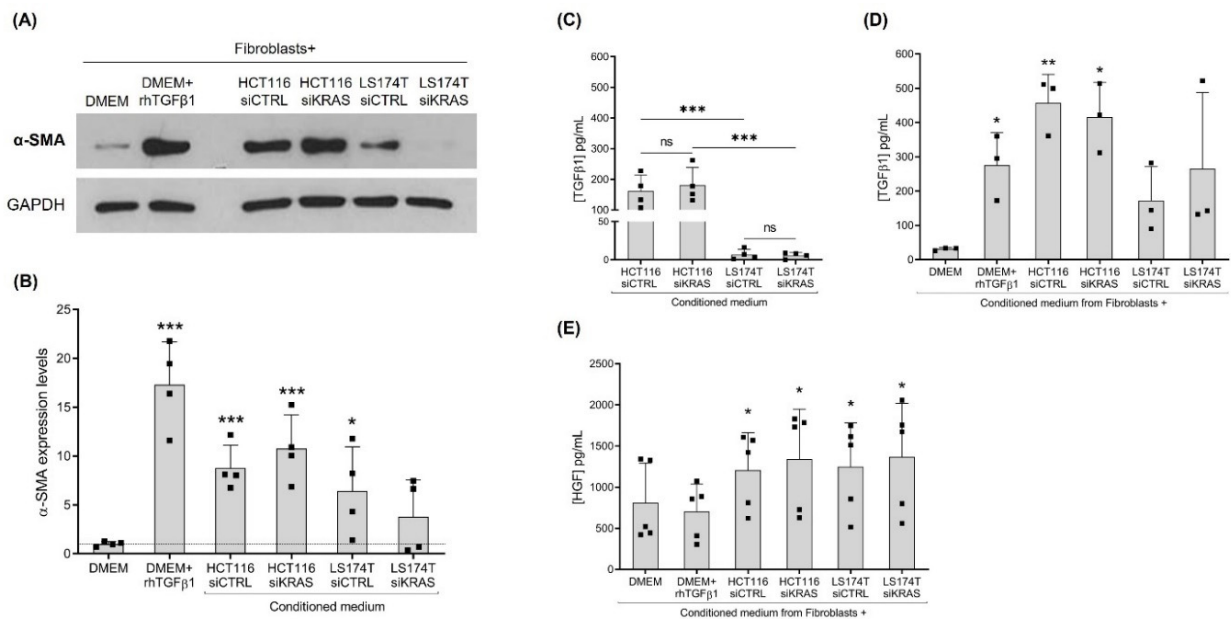 (A)
Fibroblasts+
DMEM
DMEM+
rhTGFβ1
HCT116
siCTRL
HCT116
siKRAS
LS174T
siCTRL
LS174T
siKRAS
α-SMA
GAPDH
(B)
α-SMA expression levels
25
20
15
10
5
0
***
***
***
*
DMEM
DMEM+
rhTGFβ1
HCT116
siCTRL
HCT116
siKRAS
LS174T
siCTRL
LS174T
siKRAS
Conditioned medium
(C)
[TGFβ1] pg/mL
600
500
400
300
200
100
50
0
***
ns
***
ns
HCT116
siCTRL
HCT116
siKRAS
LS174T
siCTRL
LS174T
siKRAS
Conditioned medium
(D)
[TGFβ1] pg/mL
600
500
400
300
200
100
0
*
**
*
DMEM
DMEM+
rhTGFβ1
HCT116
siCTRL
HCT116
siKRAS
LS174T
siCTRL
LS174T
siKRAS
Conditioned medium from Fibroblasts +
(E)
[HGF] pg/mL
2500
2000
1500
1000
500
0
*
*
*
*
DMEM
DMEM+
rhTGFβ1
HCT116
siCTRL
HCT116
siKRAS
LS174T
siCTRL
LS174T
siKRAS
Conditioned medium from Fibroblasts +